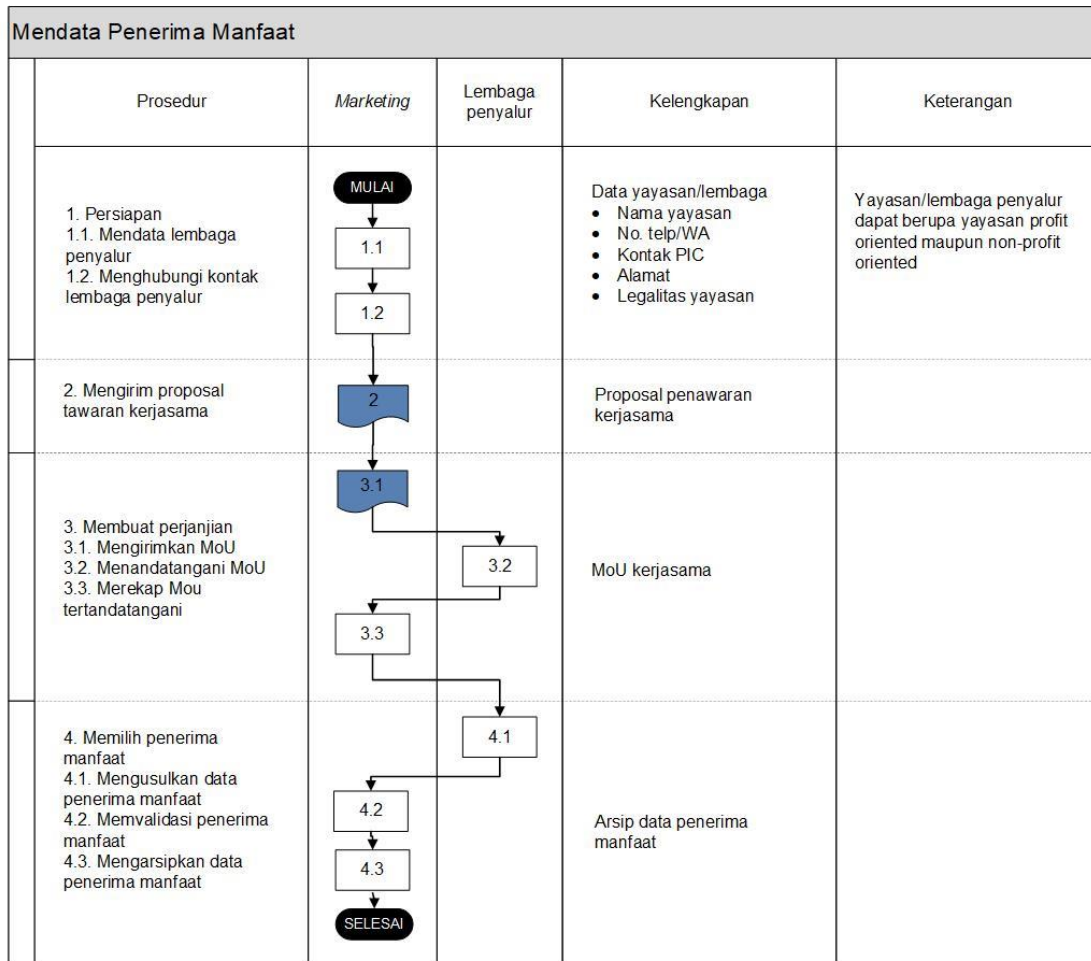 Mendata Penerima Manfaat
Prosedur
Marketing
Lembaga
penyalur
Kelengkapan
Keterangan
1. Persiapan
1.1. Mendata lembaga
penyalur
1.2. Menghubungi kontak
lembaga penyalur
MULAI
1.1
1.2
Data yayasan/lembaga
• Nama yayasan
• No. telp/WA
• Kontak PIC
• Alamat
• Legalitas yayasan
Yayasan/lembaga penyalur
dapat berupa yayasan profit
oriented maupun non-profit
oriented
2. Mengirim proposal
tawaran kerjasama
2
Proposal penawaran
kerjasama
3. Membuat perjanjian
3.1. Mengirimkan MoU
3.2. Menandatangani MoU
3.3. Merekap Mou
tertandatangani
3.1
3.2
3.3
MoU kerjasama
4. Memilih penerima
manfaat
4.1. Mengusulkan data
penerima manfaat
4.2. Memvalidasi penerima
manfaat
4.3. Mengarsipkan data
penerima manfaat
4.1
4.2
4.3
SELESAI
Arsip data penerima
manfaat